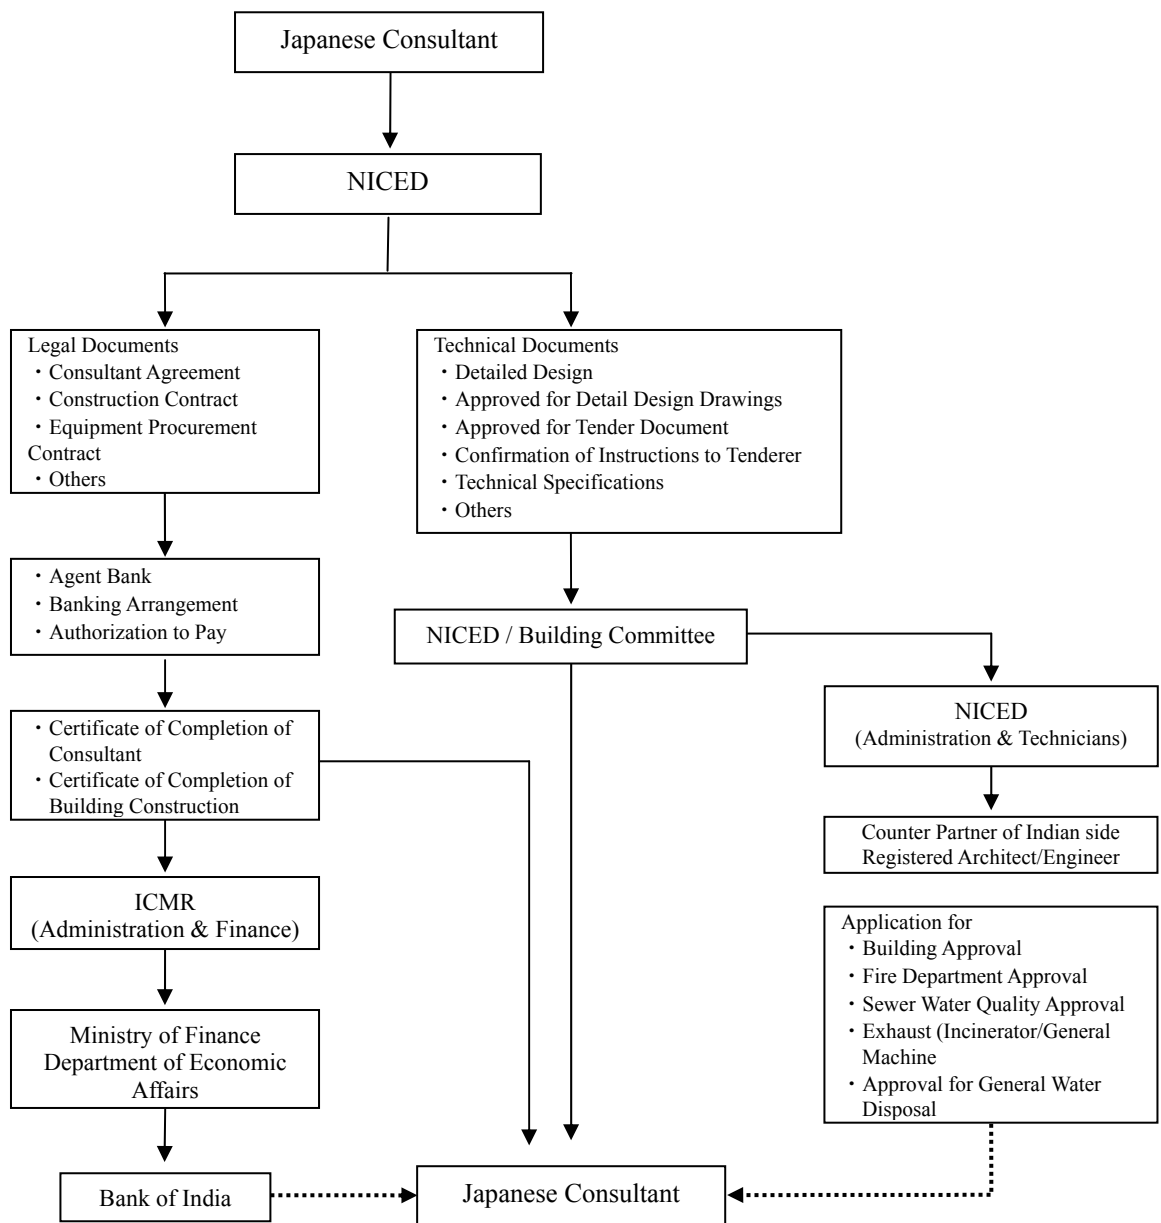 Japanese Consultant
NICED
Legal Documents
・Consultant Agreement
・Construction Contract
・Equipment Procurement
Contract
・Others
Technical Documents
・Detailed Design
・Approved for Detail Design Drawings
・Approved for Tender Document
・Confirmation of Instructions to Tenderer
・Technical Specifications
・Others
・Agent Bank
・Banking Arrangement
・Authorization to Pay
NICED / Building Committee
NICED
(Administration & Technicians)
・Certificate of Completion of
Consultant
・Certificate of Completion of
Building Construction
Counter Partner of Indian side
Registered Architect/Engineer
ICMR
(Administration & Finance)
Application for
・Building Approval
・Fire Department Approval
・Sewer Water Quality Approval
・Exhaust (Incinerator/General
Machine
・Approval for General Water
Disposal
Ministry of Finance
Department of Economic
Affairs
Bank of India
Japanese Consultant